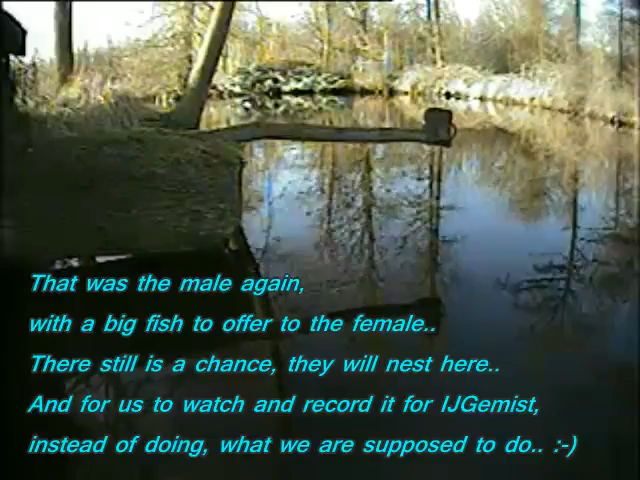 That was the male again,
with a big fish to offer to the female..
There still is a chance, they will nest here..
And for us to watch and record it for IJGemist,
instead of doing, what we are supposed to do.. :-)